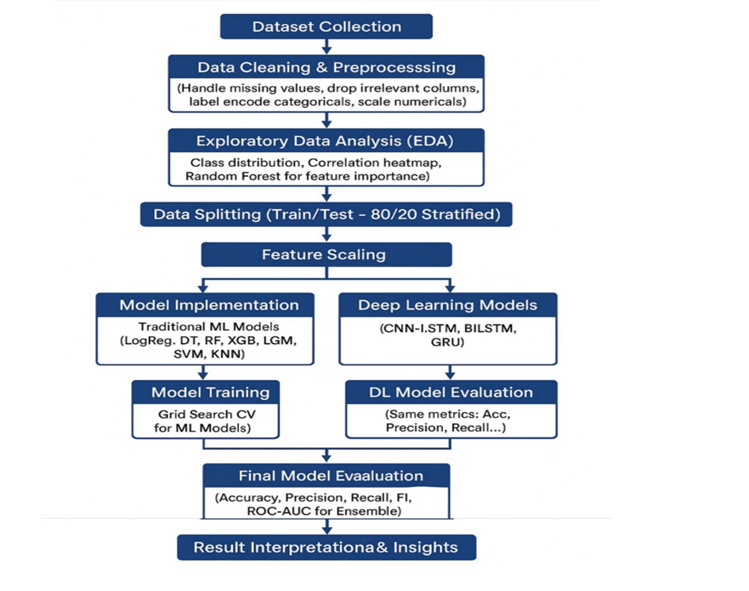 Dataset Collection
Data Cleaning & Preprocesssing
(Handle missing values, drop irrelevant columns,
label encode categoricals, scale numericals)
Exploratory Data Analysis (EDA)
Class distribution, Correlation heatmap,
Random Forest for feature importance)
Data Splitting (Train/Test – 80/20 Stratified)
Feature Scaling
Model Implementation
Traditional ML Models
(LogReg. DT, RF, XGB, LGM,
SVM, KNN)
Deep Learning Models
(CNN-I.STM, BILSTM,
GRU)
Model Training
Grid Search CV
for ML Models)
DL Model Evaluation
(Same metrics: Acc,
Precision, Recall...)
Final Model Evaaluation
(Accuracy, Precision, Recall, FI,
ROC-AUC for Ensemble)
Result Interpretationa & Insights